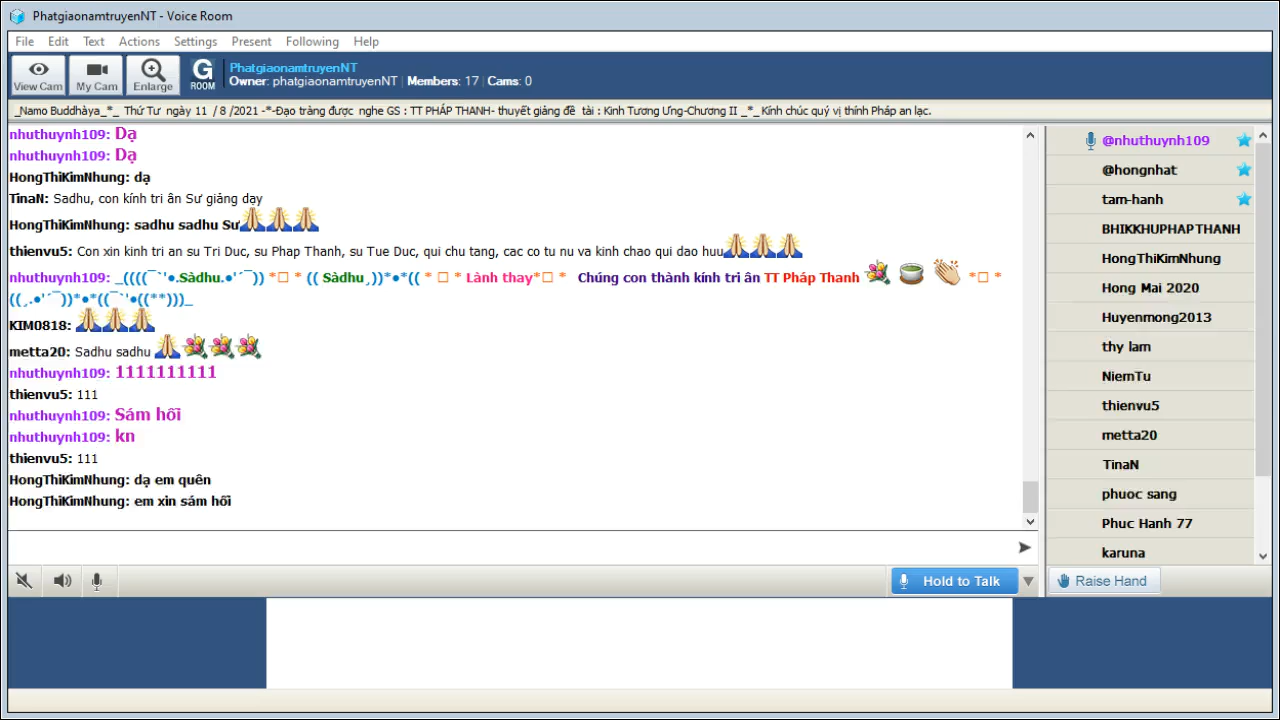 PhatgiaonamtruyenNT - Voice Room
File Edit Text Actions Settings Present Following Help
View Cam My Cam Enlarge G ROOM
PhatgiaonamtruyenNT
Owner: phatgiaonamtruyenNT | Members: 17 | Cams: 0
_Namo Buddhàya_*_ Thứ Tư ngày 11 / 8 /2021 -*-Đạo tràng được nghe GS : TT PHÁP THANH- thuyết giảng đề tài : Kinh Tương Ưng-Chương II _*_ Kính chúc quý vị thính Pháp an lạc.
nhuthuynh109: Dạ
nhuthuynh109: Dạ
HongThiKimNhung: dạ
TinaN: Sadhu, con kính tri ân Sư giảng dạy
HongThiKimNhung: sadhu sadhu Sư
thienvu5: Con xin kinh tri an su Tri Duc, su Phap Thanh, su Tue Duc, qui chu tang, cac co tu nu va kinh chao qui dao huu
nhuthuynh109: _((((¯`'•.Sàdhu.•'´¯)) *□ * (( Sàdhu¸))*•*(( * □ * Lành thay*□ * Chúng con thành kính tri ân TT Pháp Thanh *□ *
((¸.•'´¯))*•*((¯`'•((**)))_
KIM0818:
metta20: Sadhu sadhu
nhuthuynh109: 1111111111
thienvu5: 111
nhuthuynh109: Sám hối
nhuthuynh109: kn
thienvu5: 111
HongThiKimNhung: dạ em quên
HongThiKimNhung: em xin sám hối
@nhuthuynh109
@hongnhat
tam-hanh
BHIKKHUPHAPTHANH
HongThiKimNhung
Hong Mai 2020
Huyenmong2013
thy lam
NiemTu
thienvu5
metta20
TinaN
phuoc sang
Phuc Hanh 77
karuna
Hold to Talk
Raise Hand